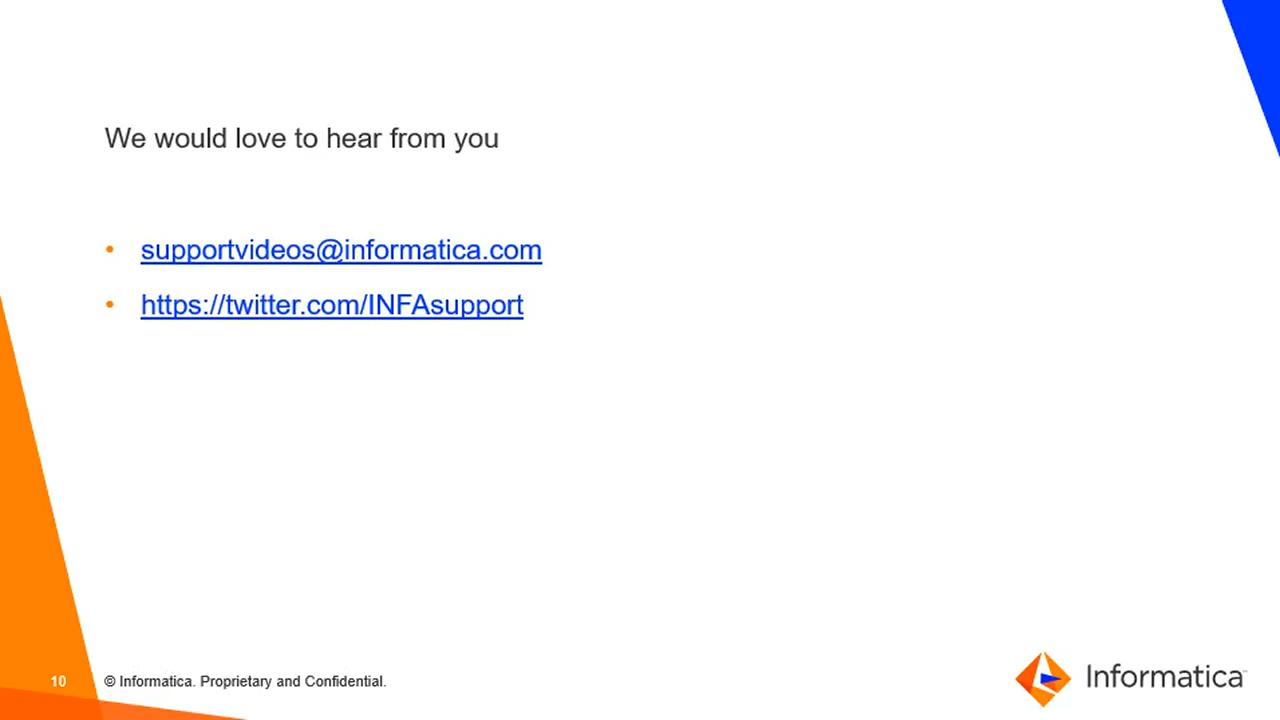 We would love to hear from you
• supportvideos@informatica.com
• https://twitter.com/INFAsupport
10
© Informatica. Proprietary and Confidential.
Informatica